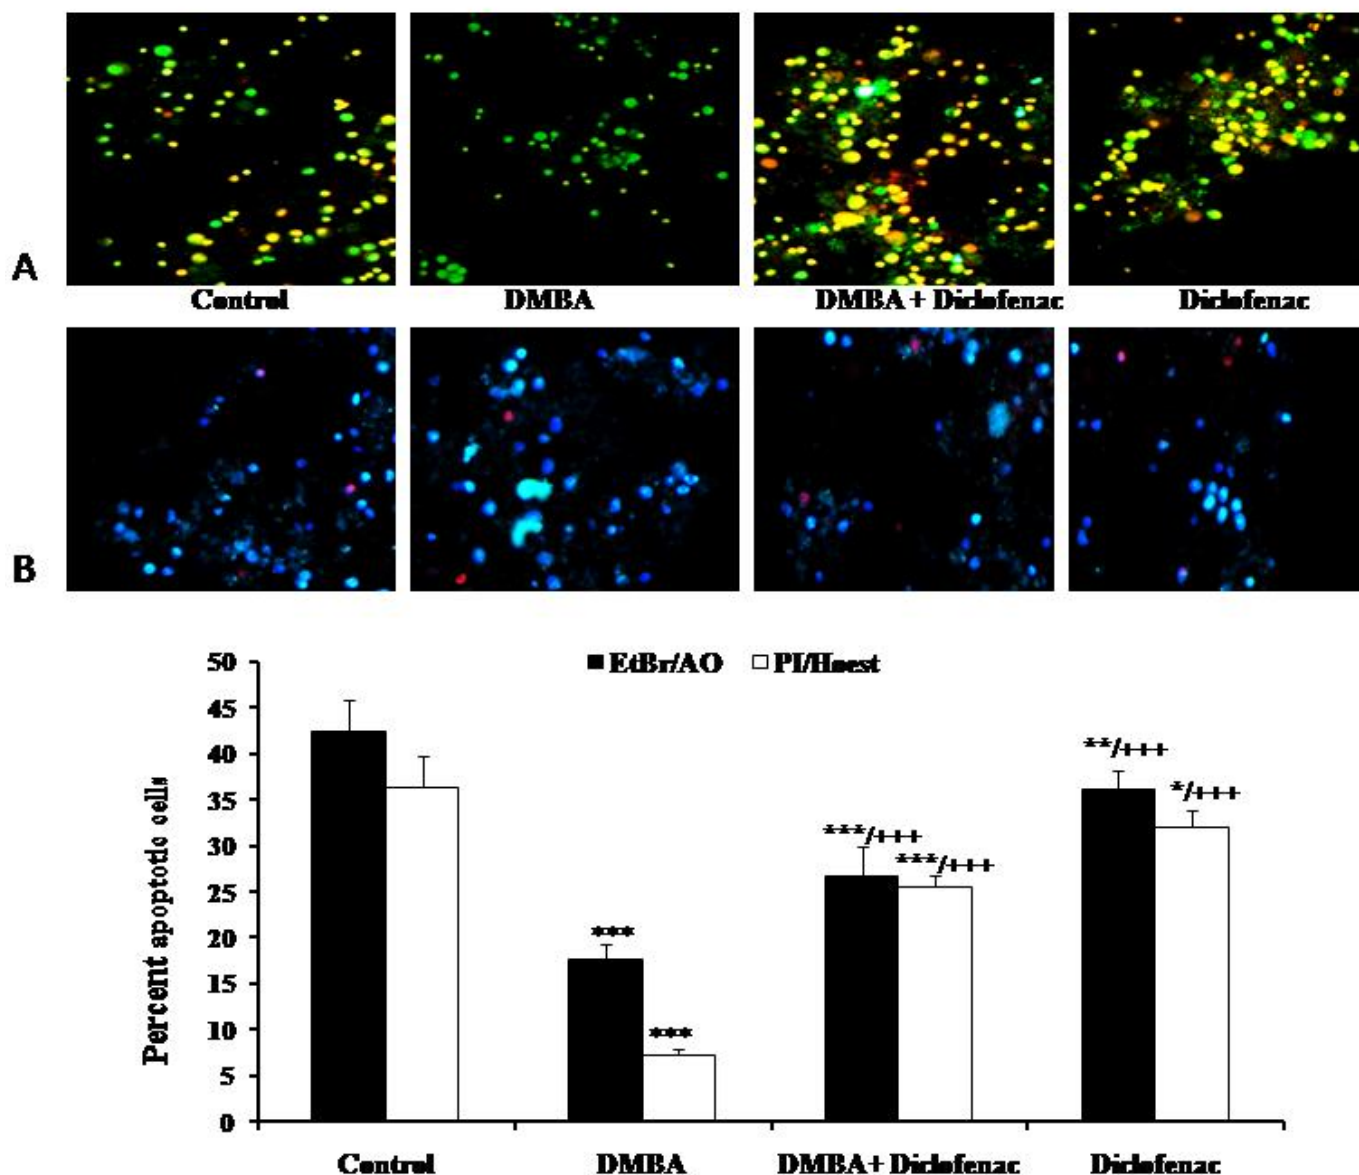 A
Control DMBA DMBA + Diclofenac Diclofenac
B
EtBr/AO PI/Hoest
Percent apoptotic cells
50
45
40
35
30
25
20
15
10
5
0
***
***
***/+++
***/+++
**/+++
*/+++
Control DMBA DMBA+ Diclofenac Diclofenac